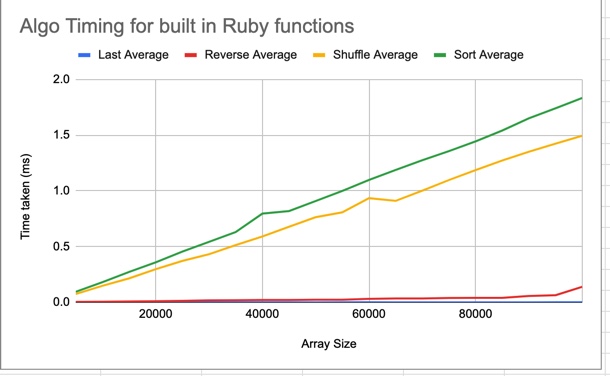 Algo Timing for built in Ruby functions
Last Average Reverse Average Shuffle Average Sort Average
2.0
1.5
1.0
0.5
0.0
Time taken (ms)
20000 40000 60000 80000
Array Size